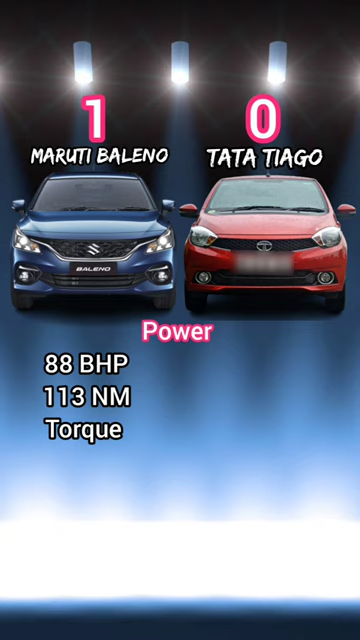 1 0
MARUTI BALENO TATA TIAGO
BALENO
Power
88 BHP
113 NM
Torque